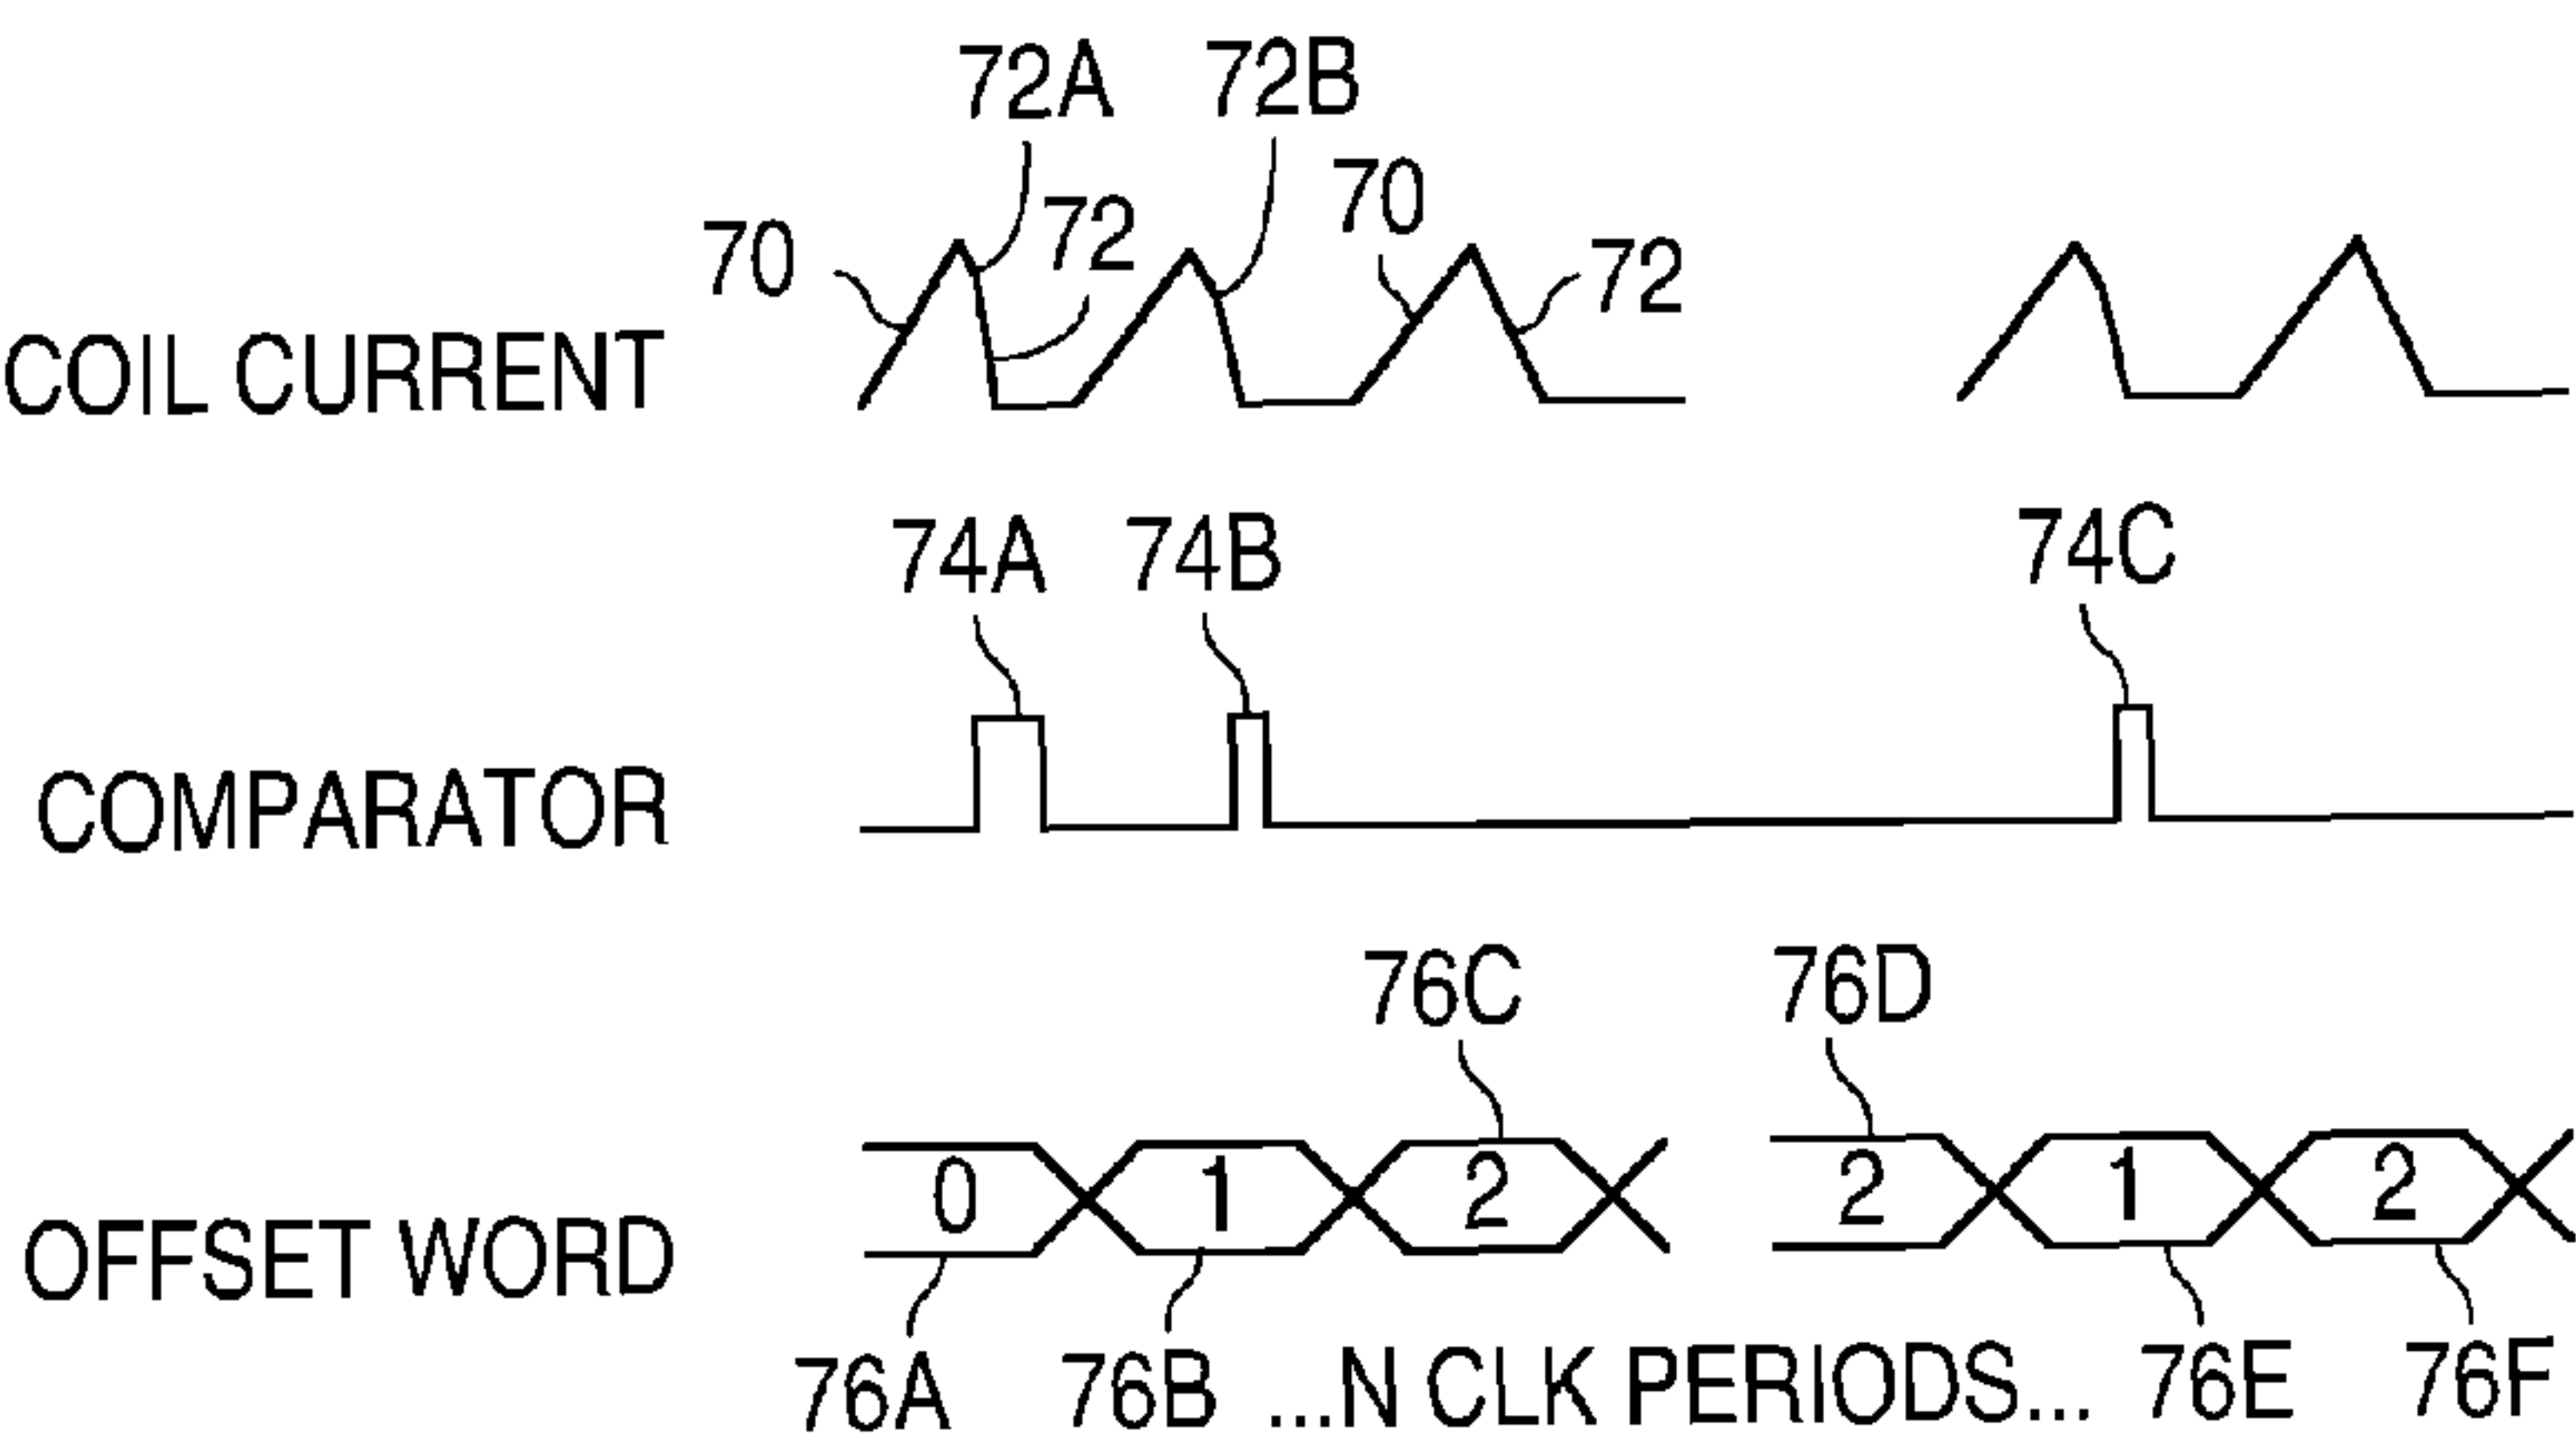 72A 72B
70 72 70 72
COIL CURRENT
74A 74B 74C
COMPARATOR
76C 76D
0 1 2 2 1 2
OFFSET WORD
76A 76B ...N CLK PERIODS... 76E 76F